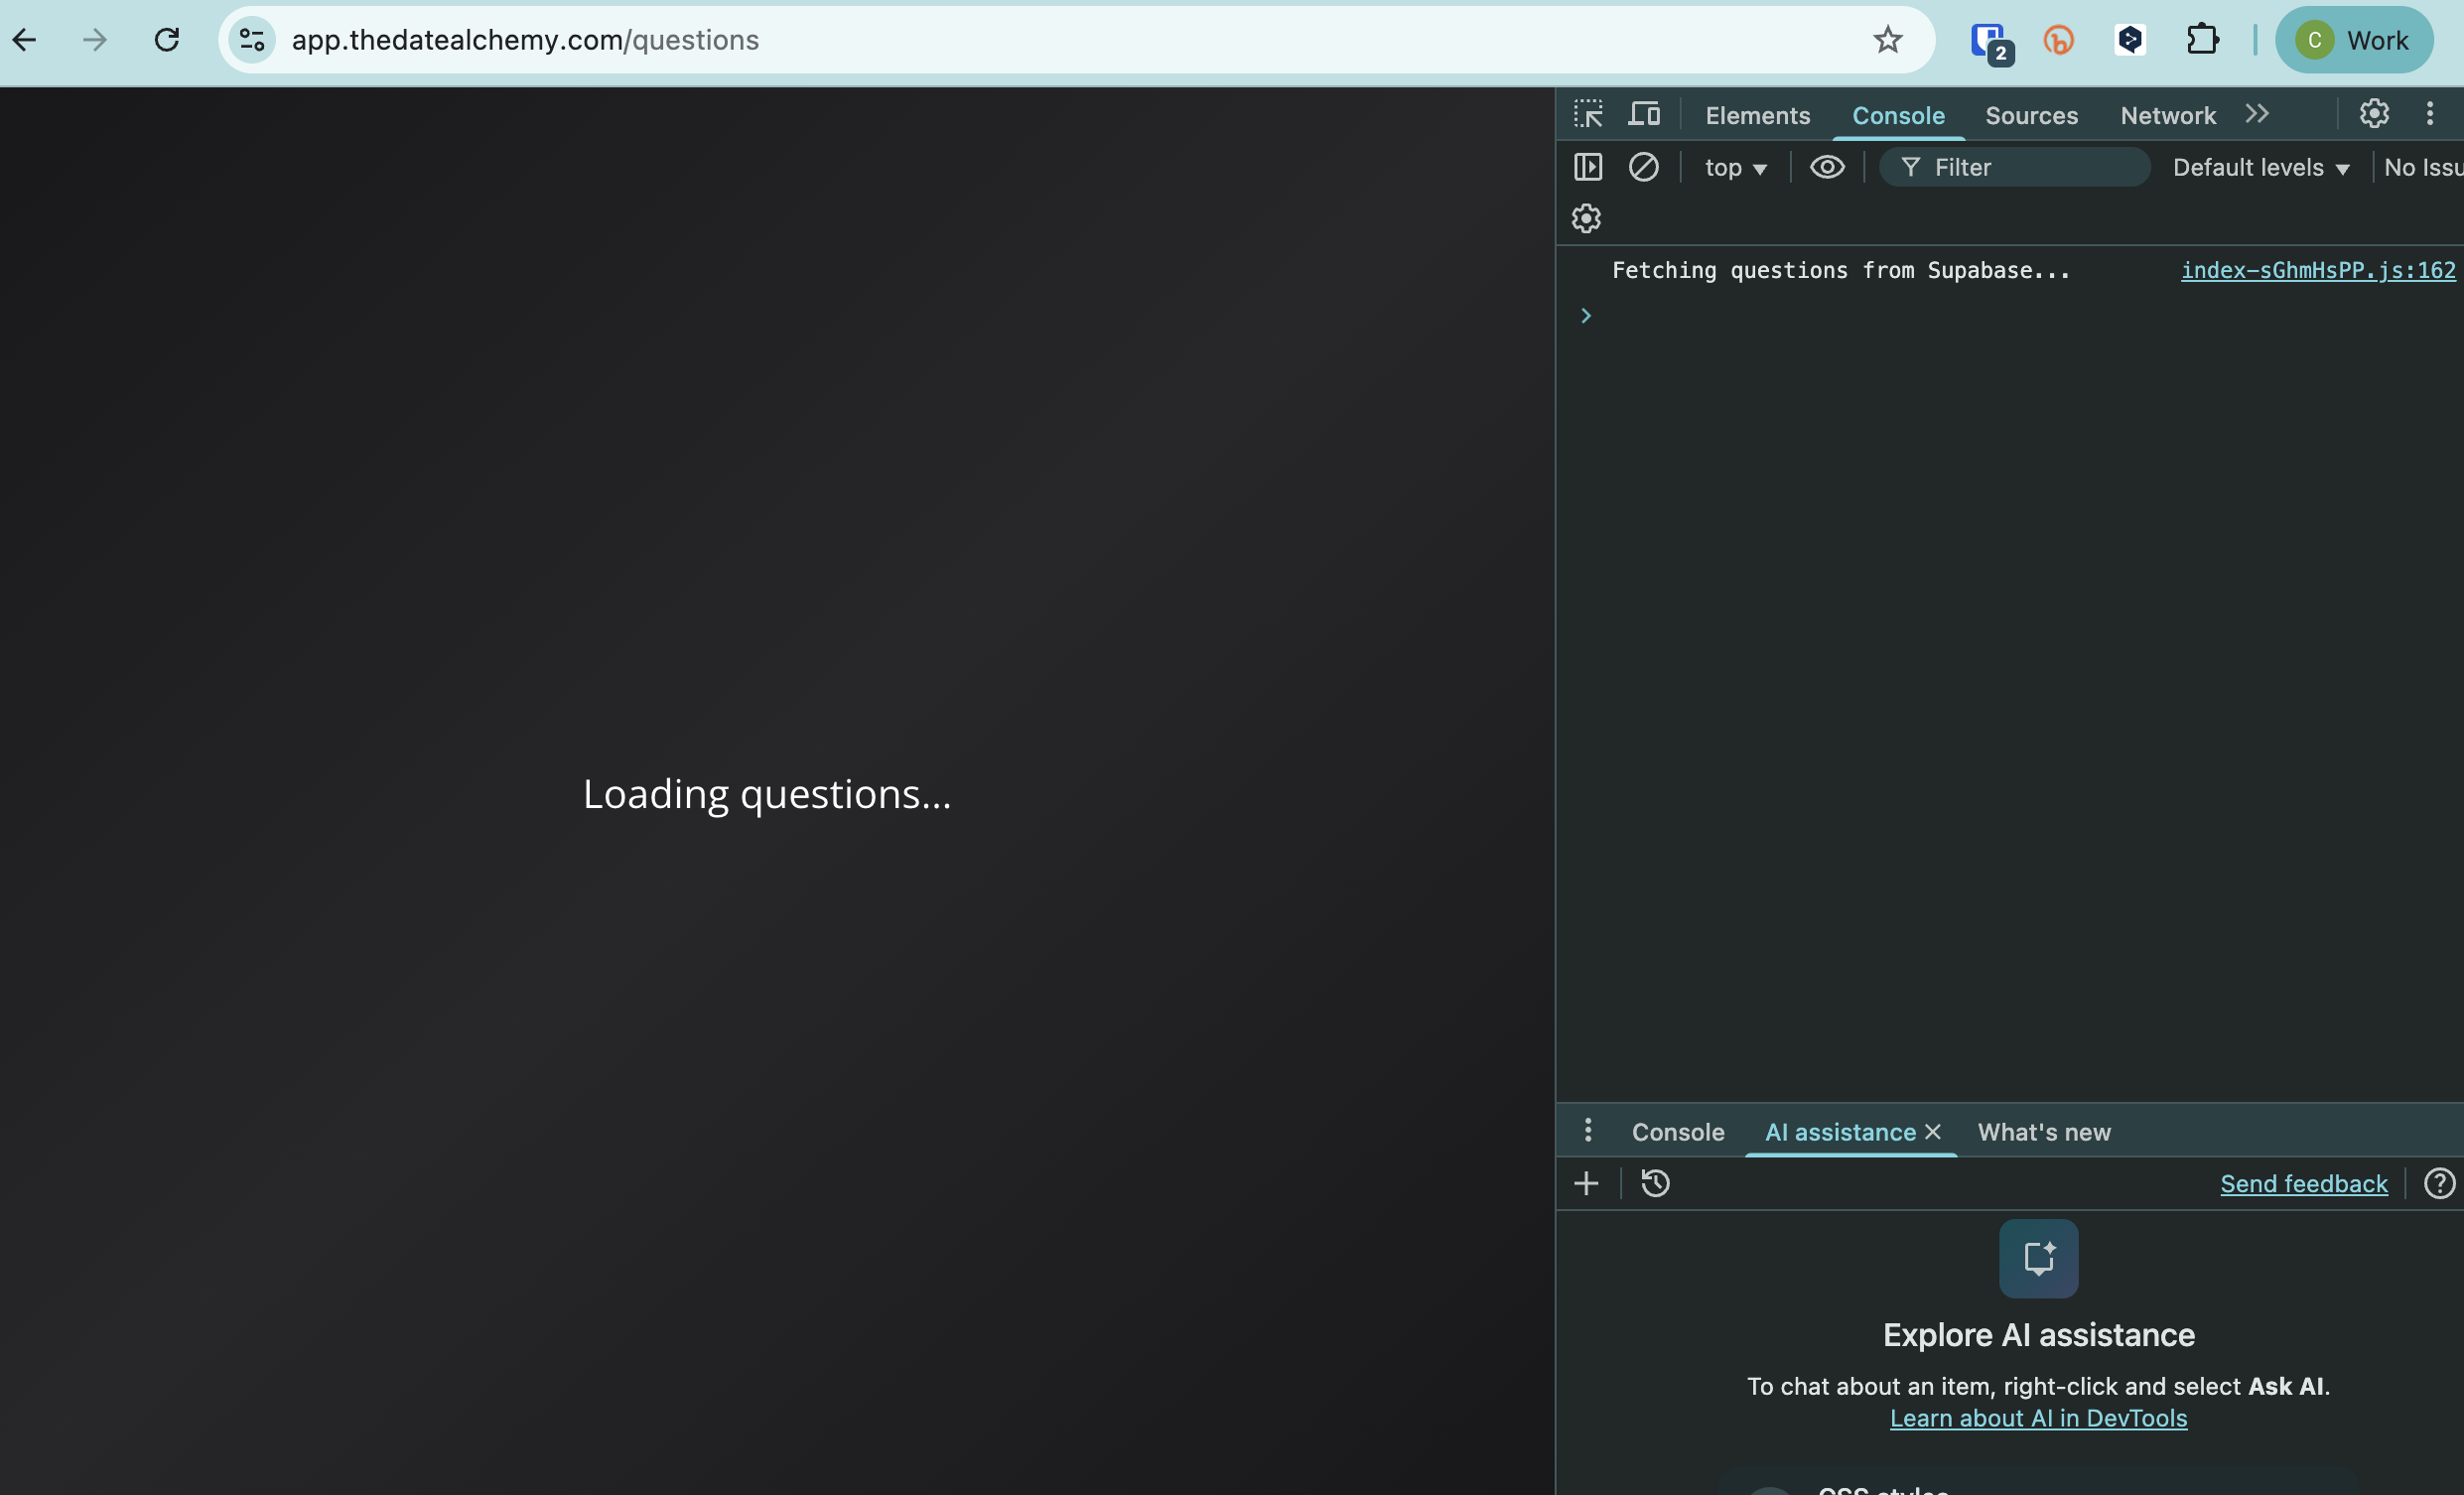 app.thedatealchemy.com/questions
2
C
Work
Elements
Console
Sources
Network
top
Filter
Default levels
No Issu
Fetching questions from Supabase...
index-sGhmHsPP.js:162
Loading questions...
Console
AI assistance
What's new
Send feedback
Explore AI assistance
To chat about an item, right-click and select Ask AI.
Learn about AI in DevTools
CSS styles